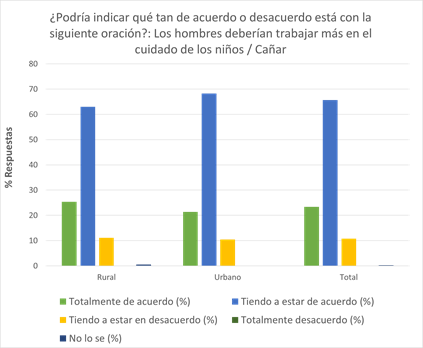 ¿Podría indicar qué tan de acuerdo o desacuerdo está con la
siguiente oración?: Los hombres deberían trabajar más en el
cuidado de los niños / Cañar
% Respuestas
80
70
60
50
40
30
20
10
0
Rural Urbano Total
Totalmente de acuerdo (%) Tiendo a estar de acuerdo (%)
Tiendo a estar en desacuerdo (%) Totalmente desacuerdo (%)
No lo se (%)